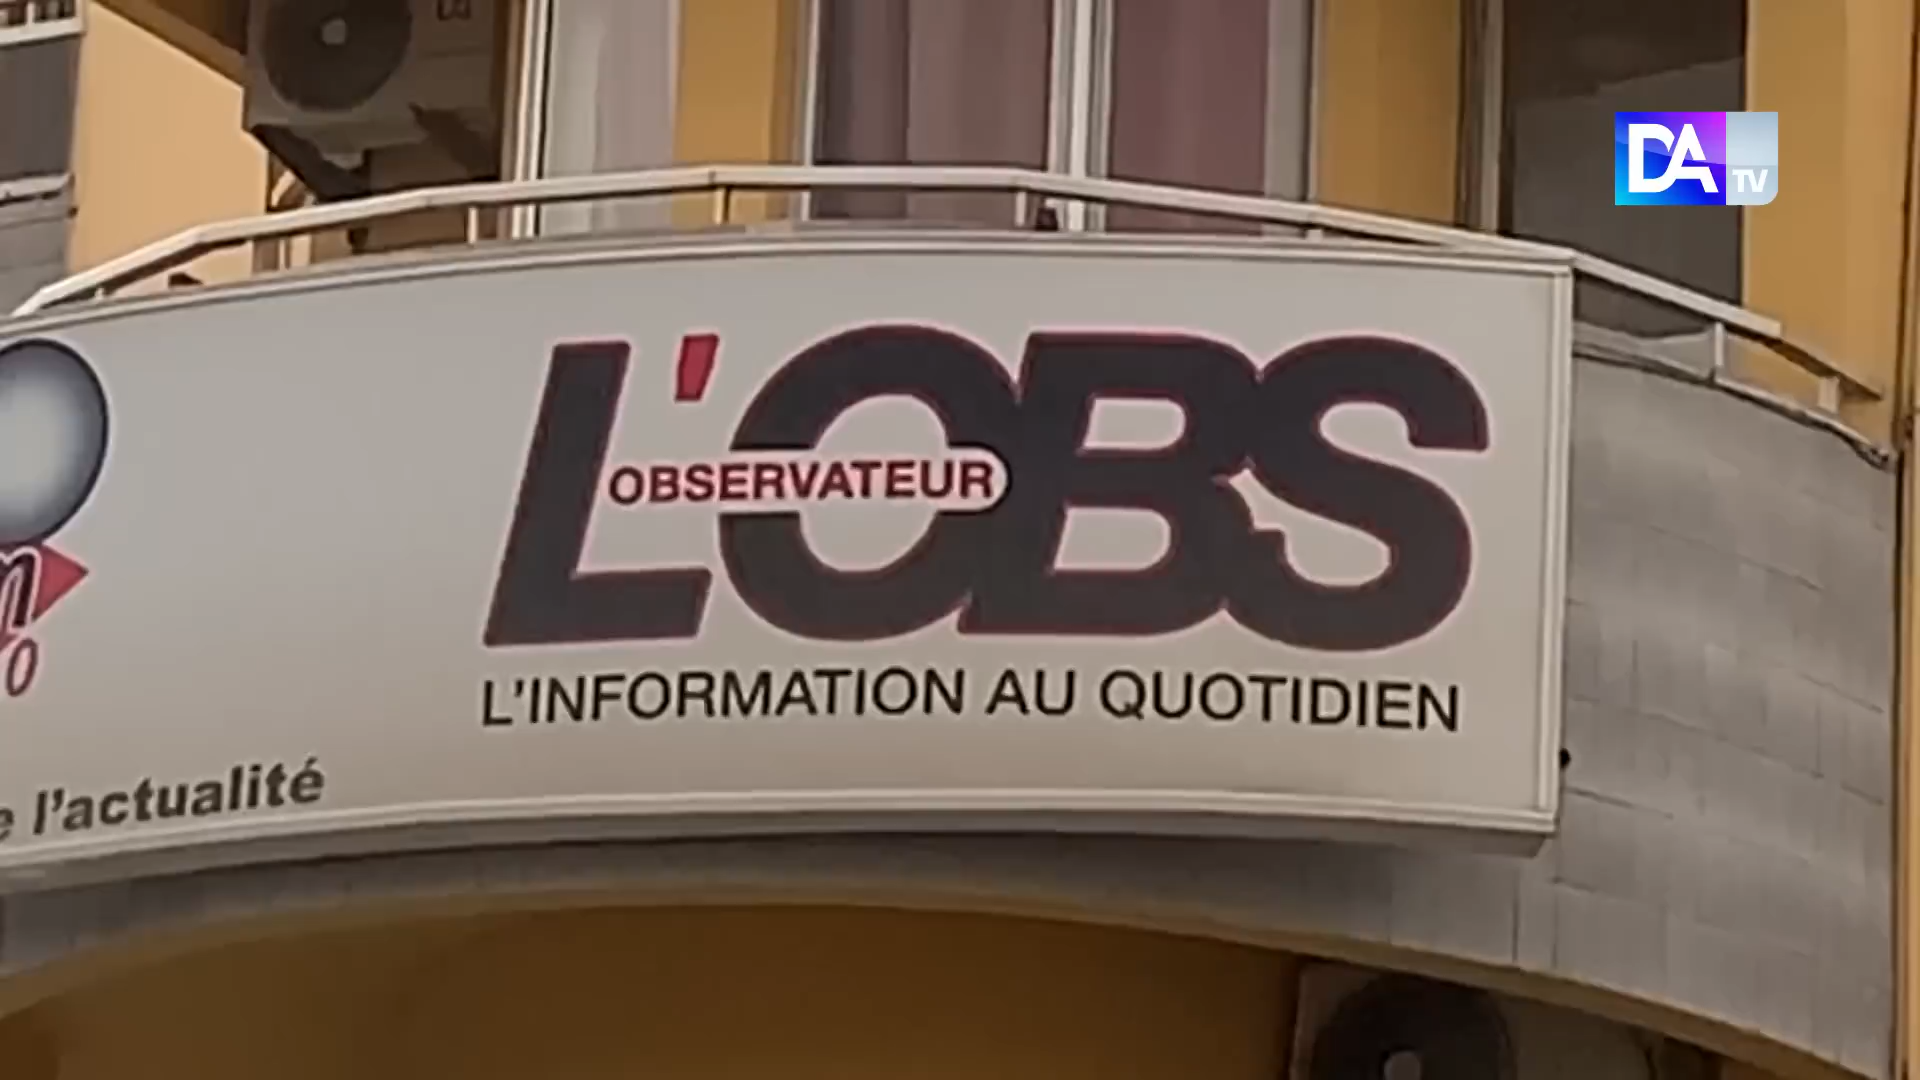 DA TV
L'OBS
L'OBSERVATEUR
L'INFORMATION AU QUOTIDIEN
l'actualité